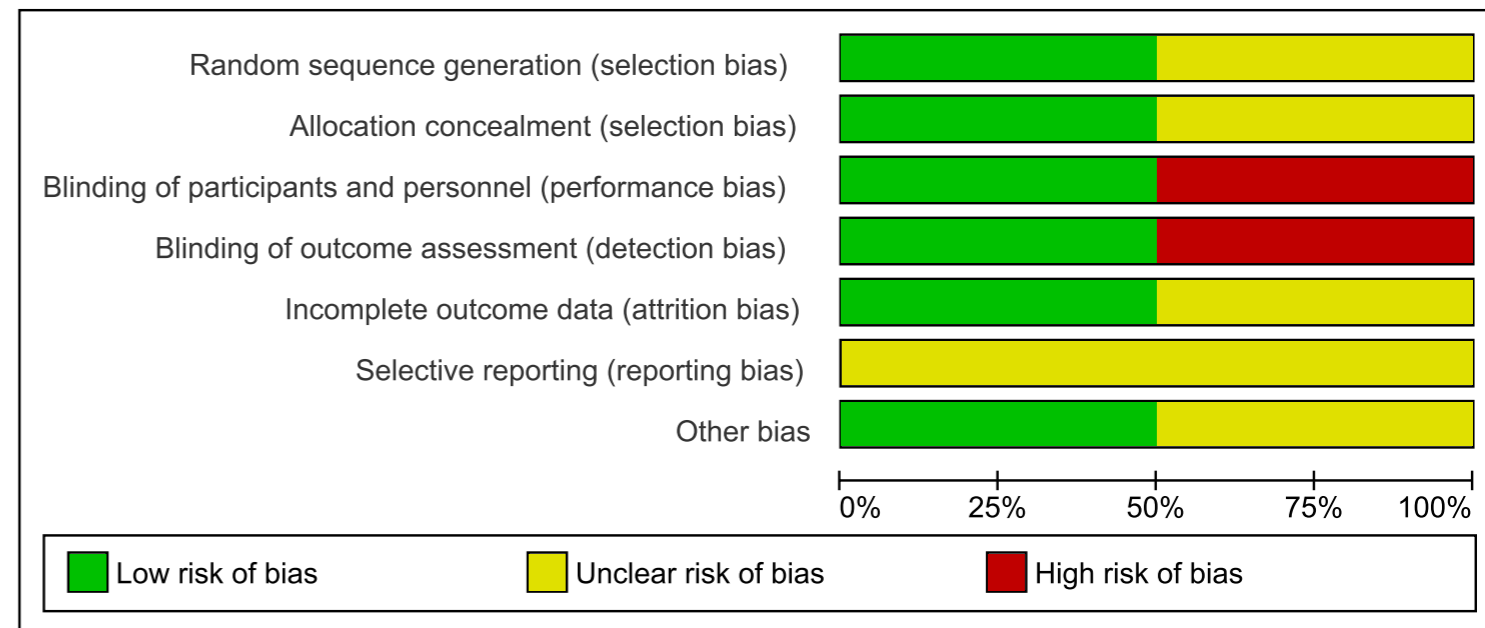 Random sequence generation (selection bias)
Allocation concealment (selection bias)
Blinding of participants and personnel (performance bias)
Blinding of outcome assessment (detection bias)
Incomplete outcome data (attrition bias)
Selective reporting (reporting bias)
Other bias
0% 25% 50% 75% 100%
Low risk of bias Unclear risk of bias High risk of bias